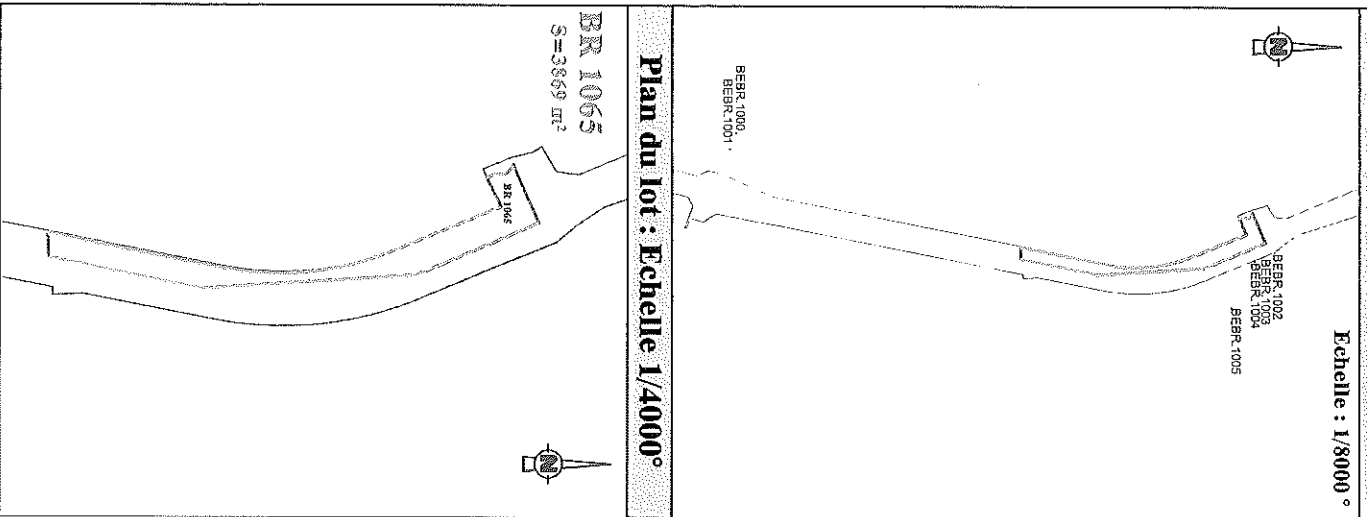 Echelle : 1/8000 °
N
BEBR.1002
BEBR.1003
BEBR.1004
BEBR.1005
BEBR.1000.
BEBR.1001.
Plan du lot : Echelle 1/4000°
BR 1065
S=3869 m²
N
BR 1065